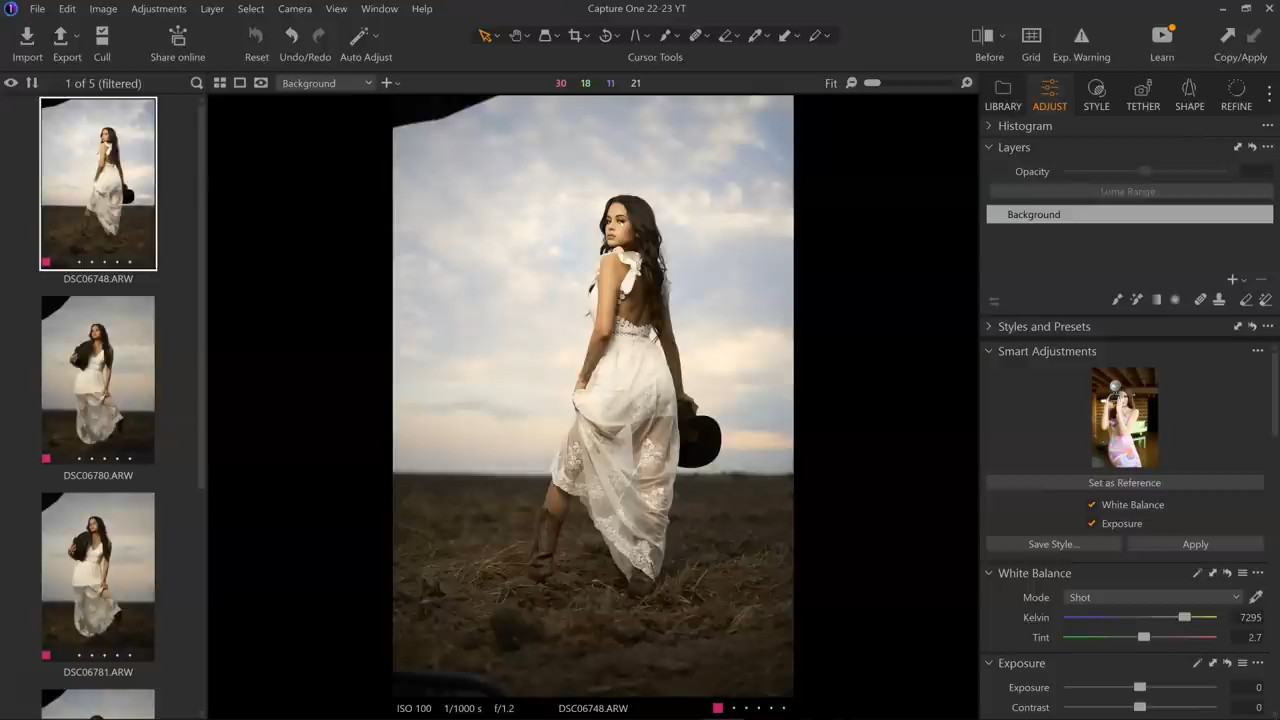 File Edit Image Adjustments Layer Select Camera View Window Help
Capture One 22-23 YT
Import Export Cull Share online Reset Undo/Redo Auto Adjust Cursor Tools Before Grid Exp. Warning Learn Copy/Apply
1 of 5 (filtered)
Background
30 18 11 21
Fit
LIBRARY ADJUST STYLE TETHER SHAPE REFINE
Histogram
Layers
Opacity
Luma Range
Background
DSC06748.ARW
Styles and Presets
Smart Adjustments
DSC06780.ARW
Set as Reference
White Balance
Exposure
Save Style...
Apply
White Balance
Mode Shot
Kelvin 7295
Tint 2.7
Exposure
DSC06781.ARW
Exposure 0
Contrast 0
ISO 100 1/1000 s f/1.2 DSC06748.ARW